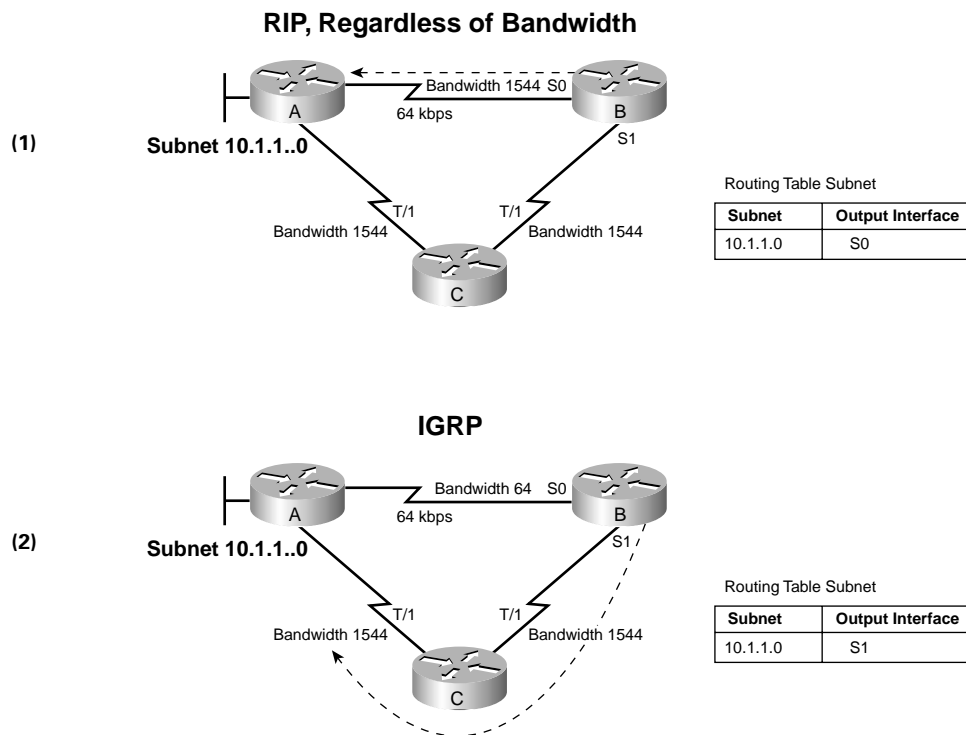 RIP, Regardless of Bandwidth
Bandwidth 1544 S0
A
B
64 kbps
S1
(1)
Subnet 10.1.1..0
Routing Table Subnet
Subnet Output Interface
10.1.1.0 S0
T/1 T/1
Bandwidth 1544 Bandwidth 1544
C
IGRP
Bandwidth 64 S0
A
B
64 kbps
S1
(2)
Subnet 10.1.1..0
Routing Table Subnet
Subnet Output Interface
10.1.1.0 S1
T/1 T/1
Bandwidth 1544 Bandwidth 1544
C